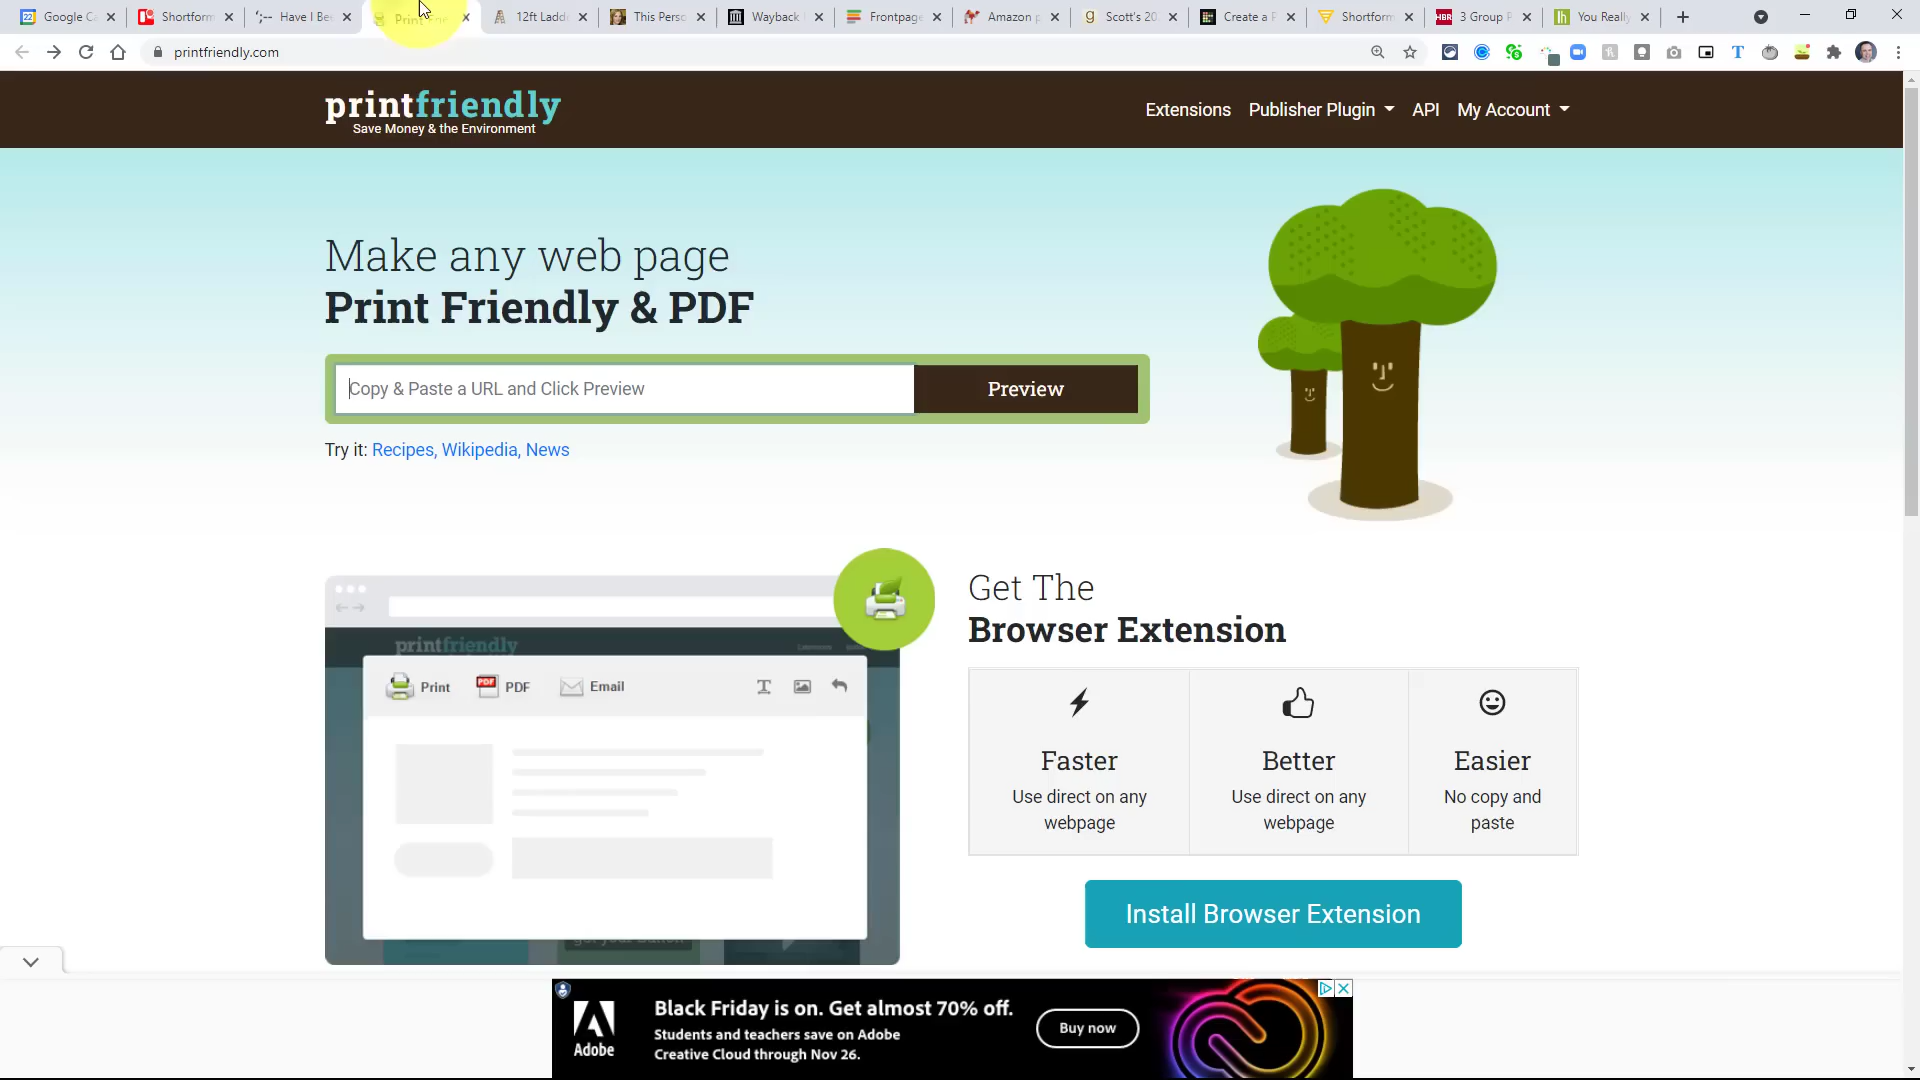 Google Ca
Shortform
Have I Be
Print Frie
12ft Ladd
This Perso
Wayback
Frontpage
Amazon p
Scott's 20
Create a F
Shortform
3 Group P
You Really
printfriendly.com
printfriendly
Save Money & the Environment
Extensions
Publisher Plugin
API
My Account
Make any web page
Print Friendly & PDF
Copy & Paste a URL and Click Preview
Preview
Try it: Recipes, Wikipedia, News
printfriendly
Print
PDF
Email
Get The
Browser Extension
Faster
Use direct on any
webpage
Better
Use direct on any
webpage
Easier
No copy and
paste
Install Browser Extension
Adobe
Black Friday is on. Get almost 70% off.
Students and teachers save on Adobe
Creative Cloud through Nov 26.
Buy now